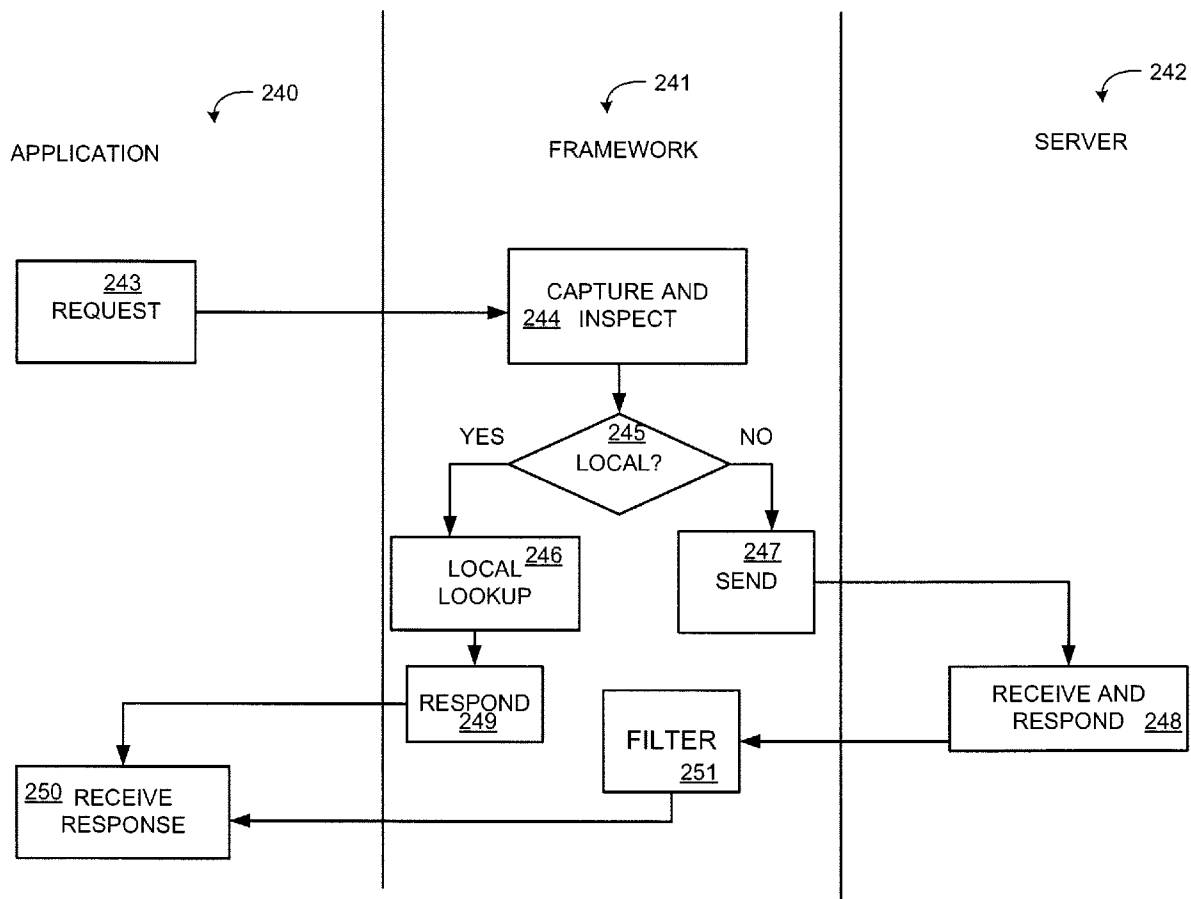 240
241
242
APPLICATION
FRAMEWORK
SERVER
243
REQUEST
CAPTURE AND
244 INSPECT
YES
245
NO
LOCAL?
246
LOCAL
LOOKUP
247
SEND
RESPOND
249
RECEIVE AND
RESPOND 248
FILTER
251
250 RECEIVE
RESPONSE